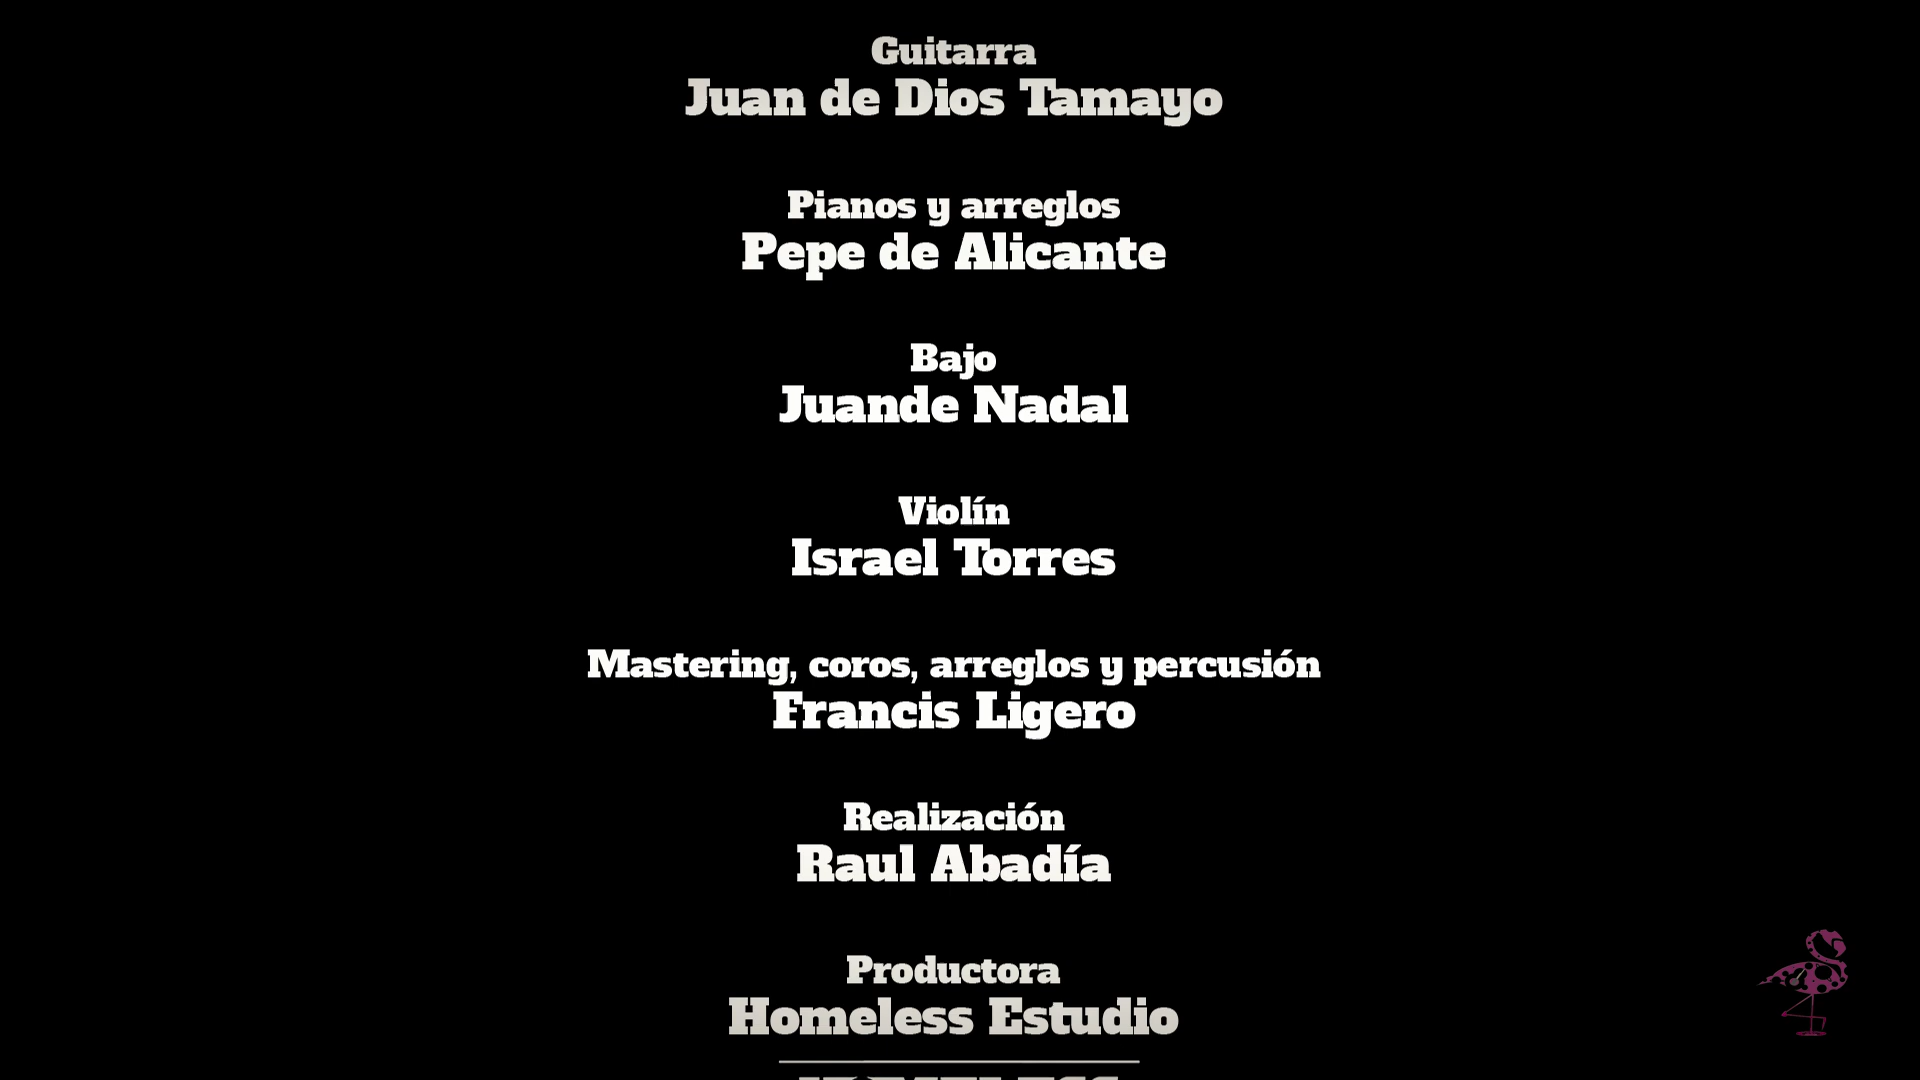 Guitarra
Juan de Dios Tamayo
Pianos y arreglos
Pepe de Alicante
Bajo
Juande Nadal
Violín
Israel Torres
Mastering, coros, arreglos y percusión
Francis Ligero
Realización
Raul Abadía
Productora
Homeless Estudio